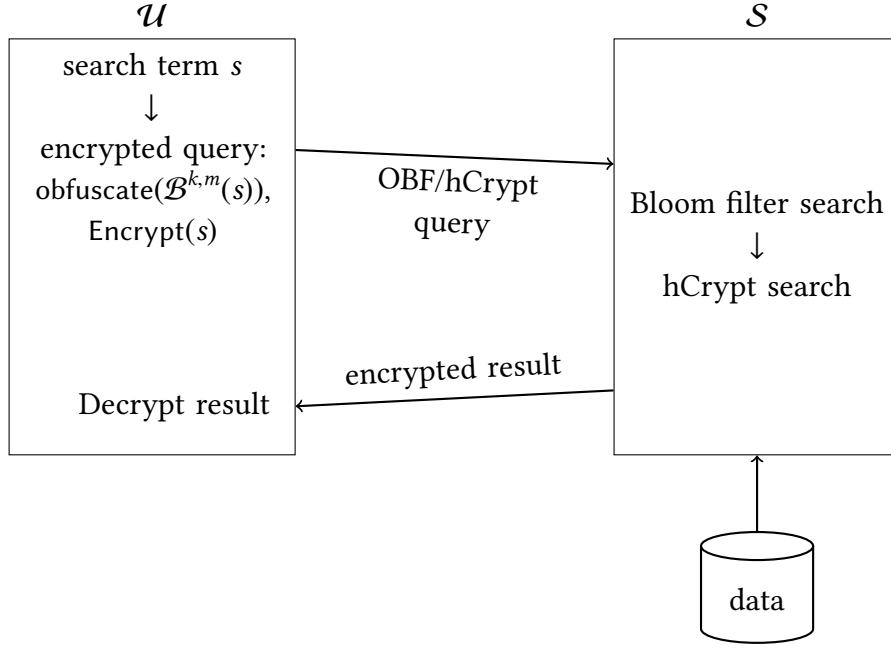 𝒰
search term s
↓
encrypted query:
obfuscate(ℬ^{k,m}(s)),
Encrypt(s)
Decrypt result
OBF/hCrypt
query
encrypted result
𝒮
Bloom filter search
↓
hCrypt search
data